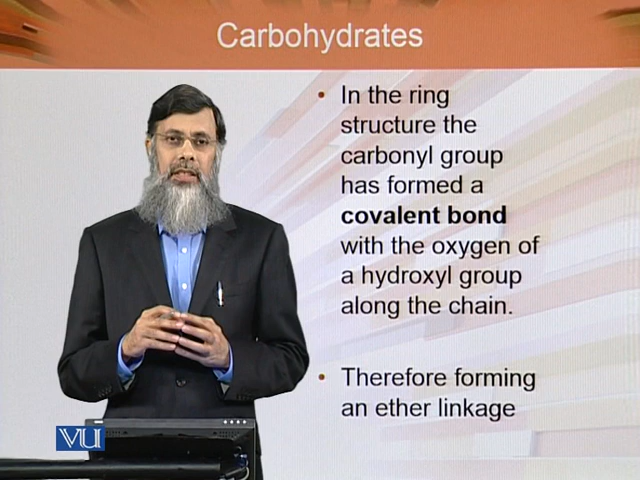 Carbohydrates
• In the ring
structure the
carbonyl group
has formed a
covalent bond
with the oxygen of
a hydroxyl group
along the chain.
• Therefore forming
an ether linkage
VU